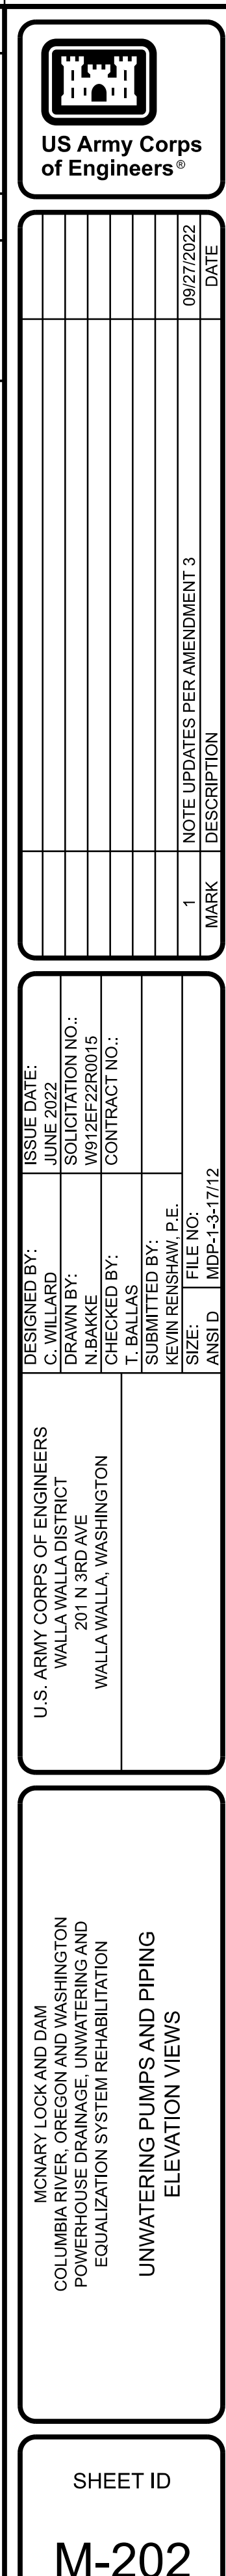 US Army Corps
of Engineers®
09/27/2022
DATE
NOTE UPDATES PER AMENDMENT 3
DESCRIPTION
1
MARK
ISSUE DATE:
JUNE 2022
SOLICITATION NO.:
W912EF22R0015
CONTRACT NO.:
DESIGNED BY:
C. WILLARD
DRAWN BY:
N.BAKKE
CHECKED BY:
T. BALLAS
SUBMITTED BY:
KEVIN RENSHAW, P.E.
SIZE:
ANSI D
FILE NO:
MDP-1-3-17/12
U.S. ARMY CORPS OF ENGINEERS
WALLA WALLA DISTRICT
201 N 3RD AVE
WALLA WALLA, WASHINGTON
MCNARY LOCK AND DAM
COLUMBIA RIVER, OREGON AND WASHINGTON
POWERHOUSE DRAINAGE, UNWATERING AND
EQUALIZATION SYSTEM REHABILITATION
UNWATERING PUMPS AND PIPING
ELEVATION VIEWS
SHEET ID
M-202